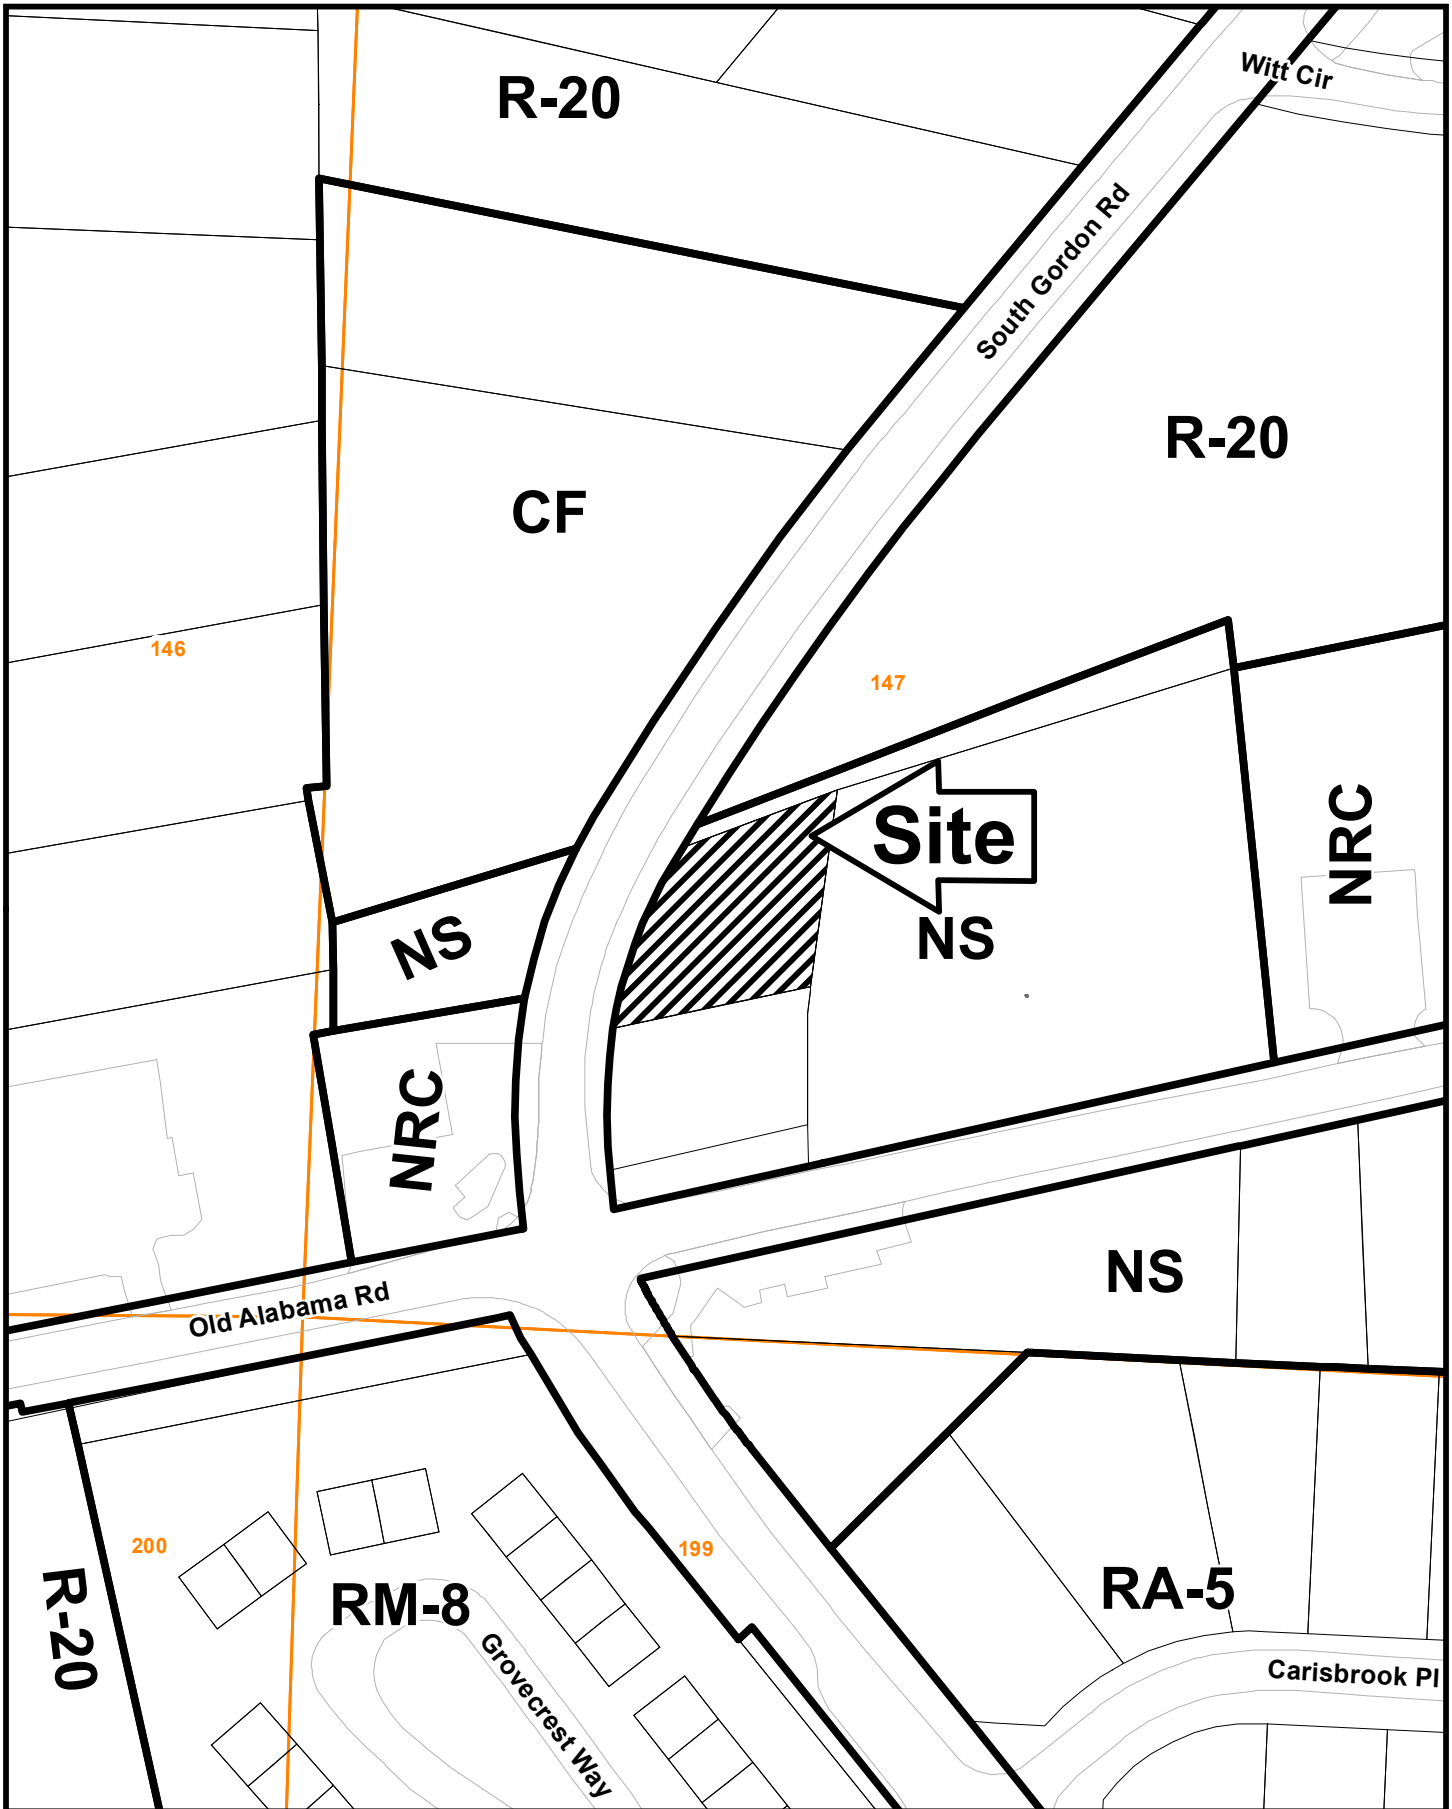 Witt Cir
R-20
South Gordon Rd
R-20
CF
146
147
Site
NRC
NS
NS
NRC
NS
Old Alabama Rd
200
199
RM-8
RA-5
R-20
Grovecrest Way
Carisbrook Pl